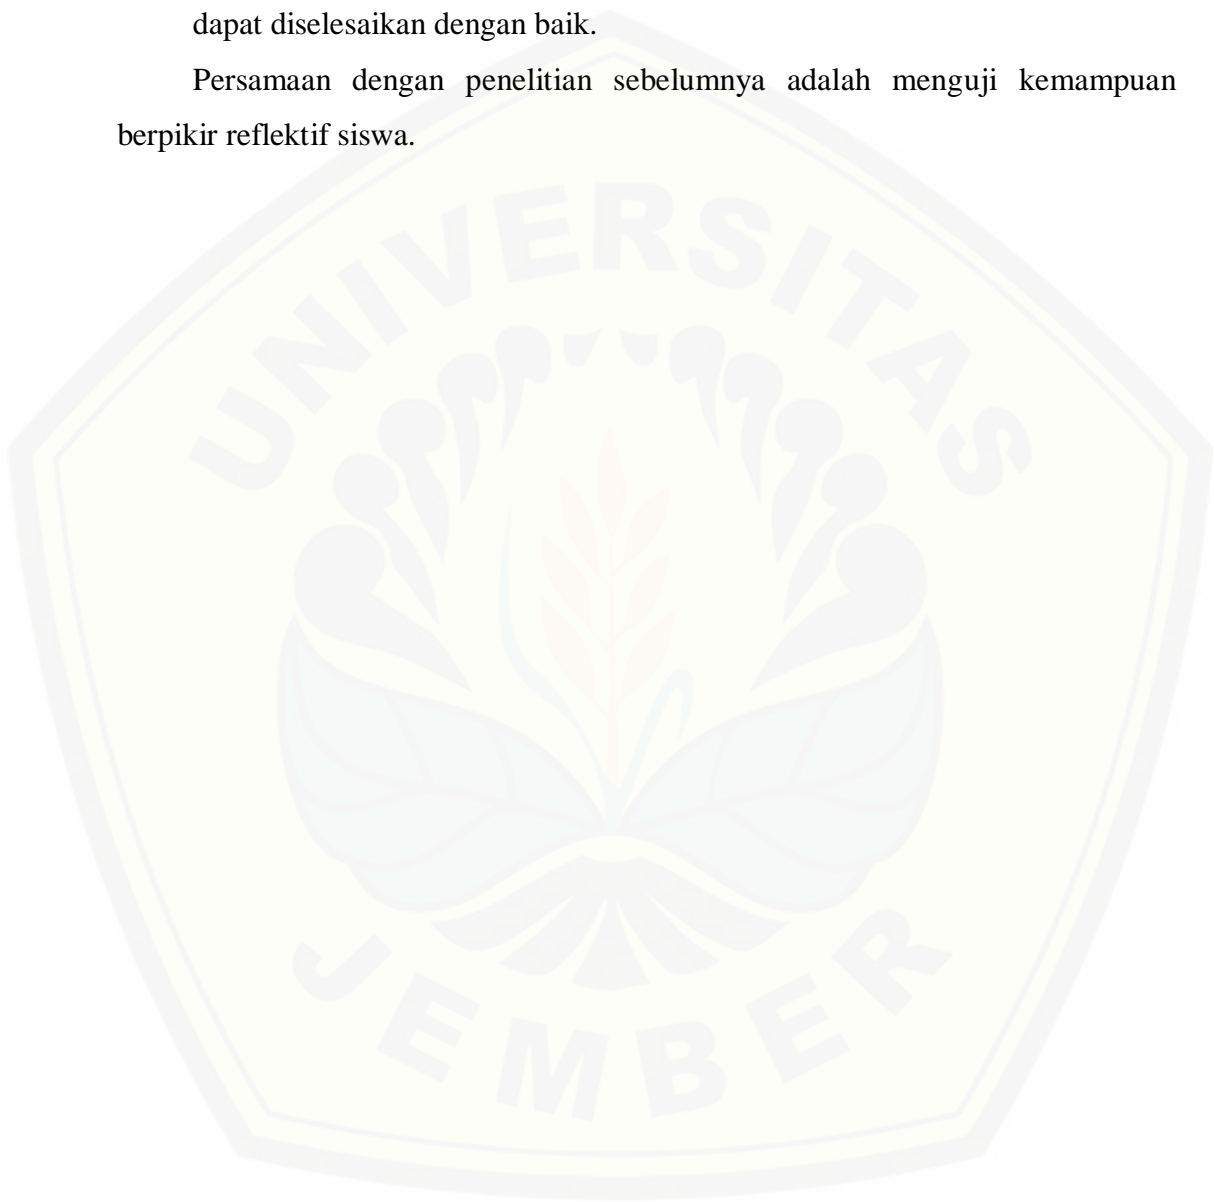 dapat diselesaikan dengan baik.
Persamaan dengan penelitian sebelumnya adalah menguji kemampuan
berpikir reflektif siswa.
UNIVERSITAS
JEMBER